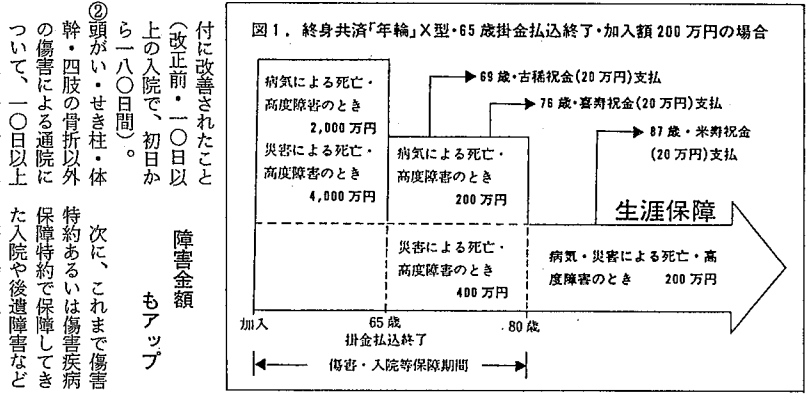 図1．終身共済「年輪」X型・65歳掛金払込終了・加入額200万円の場合
病気による死亡・
高度障害のとき
2,000万円
災害による死亡・
高度障害のとき
4,000万円
69歳・古稀祝金(20万円)支払
76歳・喜寿祝金(20万円)支払
87歳・米寿祝金
(20万円)支払
病気による死亡・
高度障害のとき
200万円
災害による死亡・
高度障害のとき
400万円
生涯保障
病気・災害による死亡・高
度障害のとき 200万円
加入
65歳
掛金払込終了
80歳
傷害・入院等保障期間
付に改善されたこと
(改正前・一〇日以
上の入院で、初日か
ら一八〇日間)。
②頭がい・せき柱・体
幹・四肢の骨折以外
の傷害による通院に
ついて、一〇日以上
障害金額
もアップ
次に、これまで傷害
特約あるいは傷害疾病
保障特約で保障してき
た入院や後遺障害など